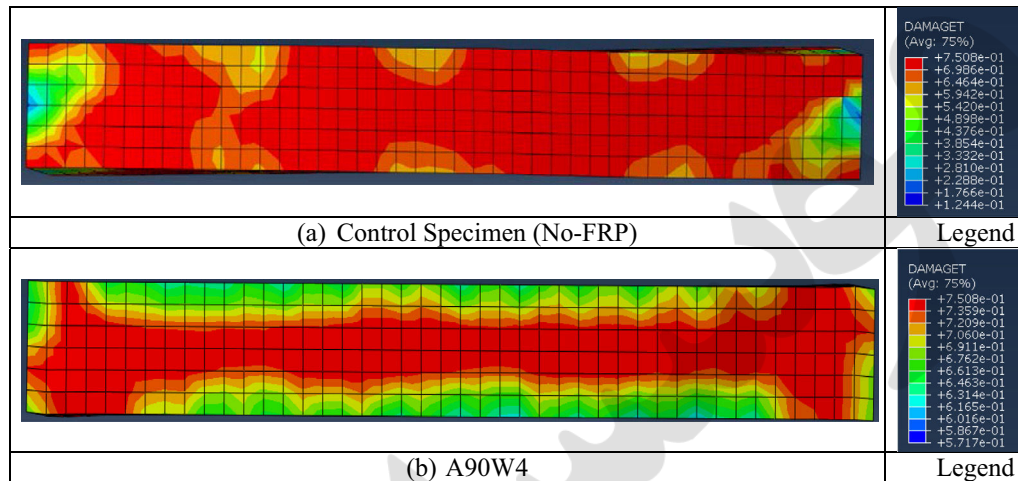 DAMAGET
(Avg: 75%)
+7.508e-01
+6.986e-01
+6.464e-01
+5.942e-01
+5.420e-01
+4.898e-01
+4.376e-01
+3.854e-01
+3.332e-01
+2.810e-01
+2.288e-01
+1.766e-01
+1.244e-01
(a) Control Specimen (No-FRP)
Legend
DAMAGET
(Avg: 75%)
+7.508e-01
+7.359e-01
+7.209e-01
+7.060e-01
+6.911e-01
+6.762e-01
+6.613e-01
+6.463e-01
+6.314e-01
+6.165e-01
+6.016e-01
+5.867e-01
+5.717e-01
(b) A90W4
Legend